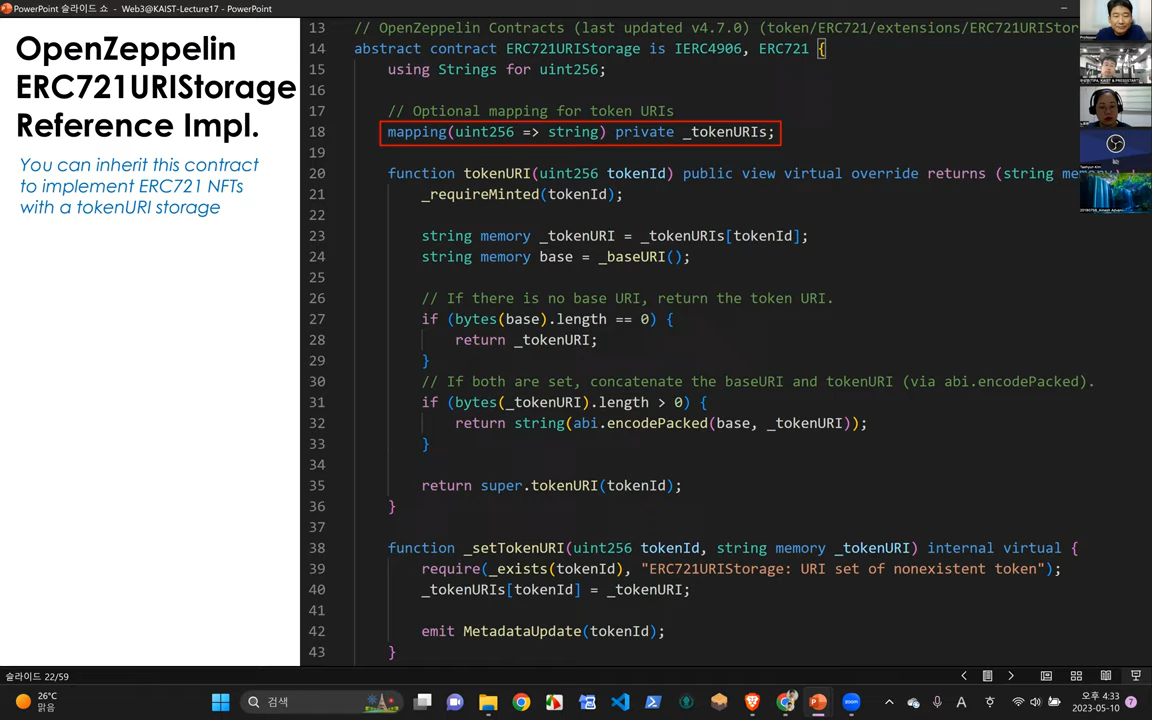 PowerPoint 슬라이드 쇼 - Web3@KAIST-Lecture17 - PowerPoint
OpenZeppelin
ERC721URIStorage
Reference Impl.
You can inherit this contract
to implement ERC721 NFTs
with a tokenURI storage
13 // OpenZeppelin Contracts (last updated v4.7.0) (token/ERC721/extensions/ERC721URIStor
14 abstract contract ERC721URIStorage is IERC4906, ERC721 {
15 using Strings for uint256;
16
17 // Optional mapping for token URIs
18 mapping(uint256 => string) private _tokenURIs;
19
20 function tokenURI(uint256 tokenId) public view virtual override returns (string memory)
21 _requireMinted(tokenId);
22
23 string memory _tokenURI = _tokenURIs[tokenId];
24 string memory base = _baseURI();
25
26 // If there is no base URI, return the token URI.
27 if (bytes(base).length == 0) {
28 return _tokenURI;
29 }
30 // If both are set, concatenate the baseURI and tokenURI (via abi.encodePacked).
31 if (bytes(_tokenURI).length > 0) {
32 return string(abi.encodePacked(base, _tokenURI));
33 }
34
35 return super.tokenURI(tokenId);
36 }
37
38 function _setTokenURI(uint256 tokenId, string memory _tokenURI) internal virtual {
39 require(_exists(tokenId), "ERC721URIStorage: URI set of nonexistent token");
40 _tokenURIs[tokenId] = _tokenURI;
41
42 emit MetadataUpdate(tokenId);
43 }
슬라이드 22/59
26°C
맑음
검색
zoom
A
오후 4:33
2023-05-10
7